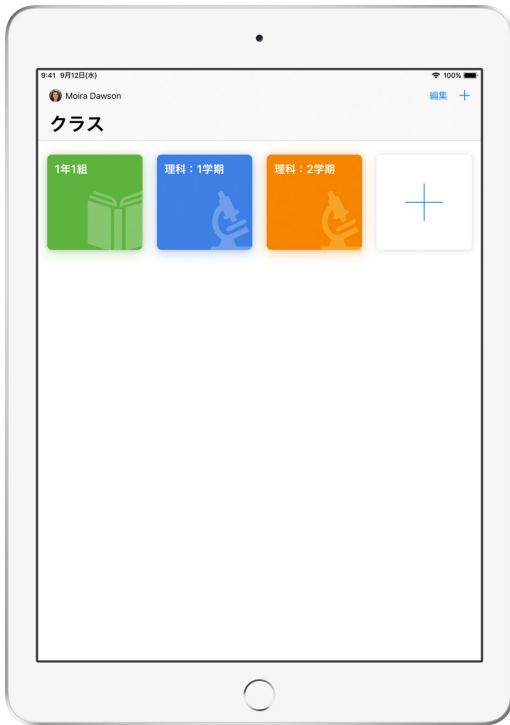 9:41 9月12日(水)
100%
Moira Dawson
編集
クラス
1年1組
理科：1学期
理科：2学期